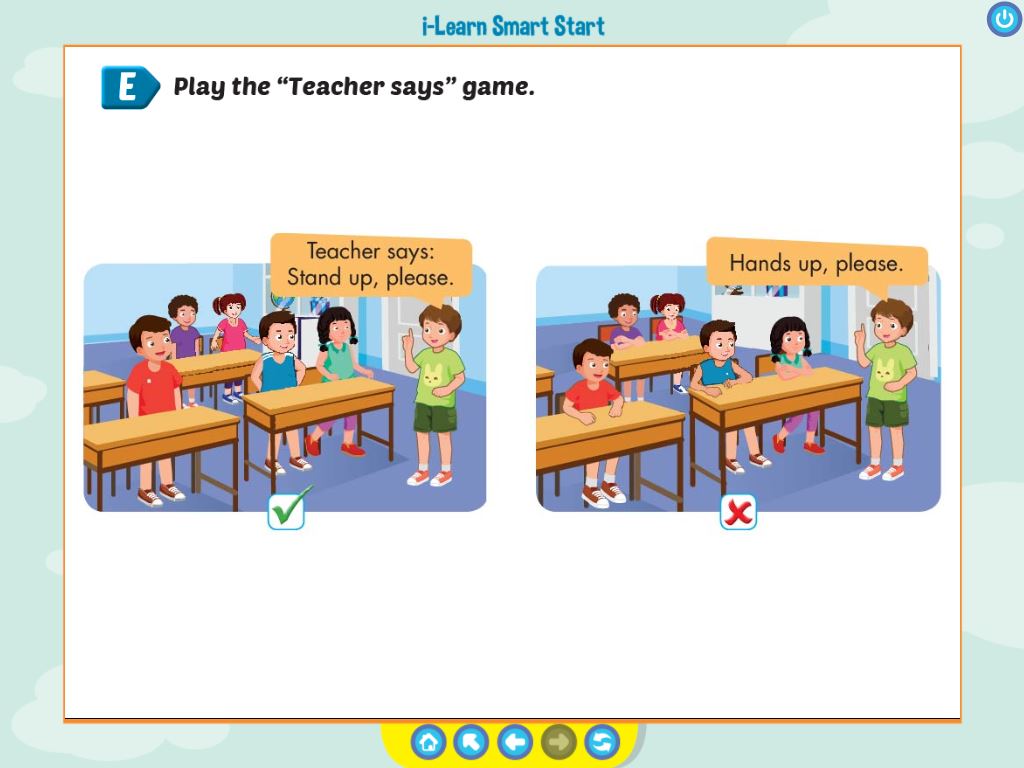 i-Learn Smart Start
E Play the “Teacher says” game.
Teacher says:
Stand up, please.
Hands up, please.